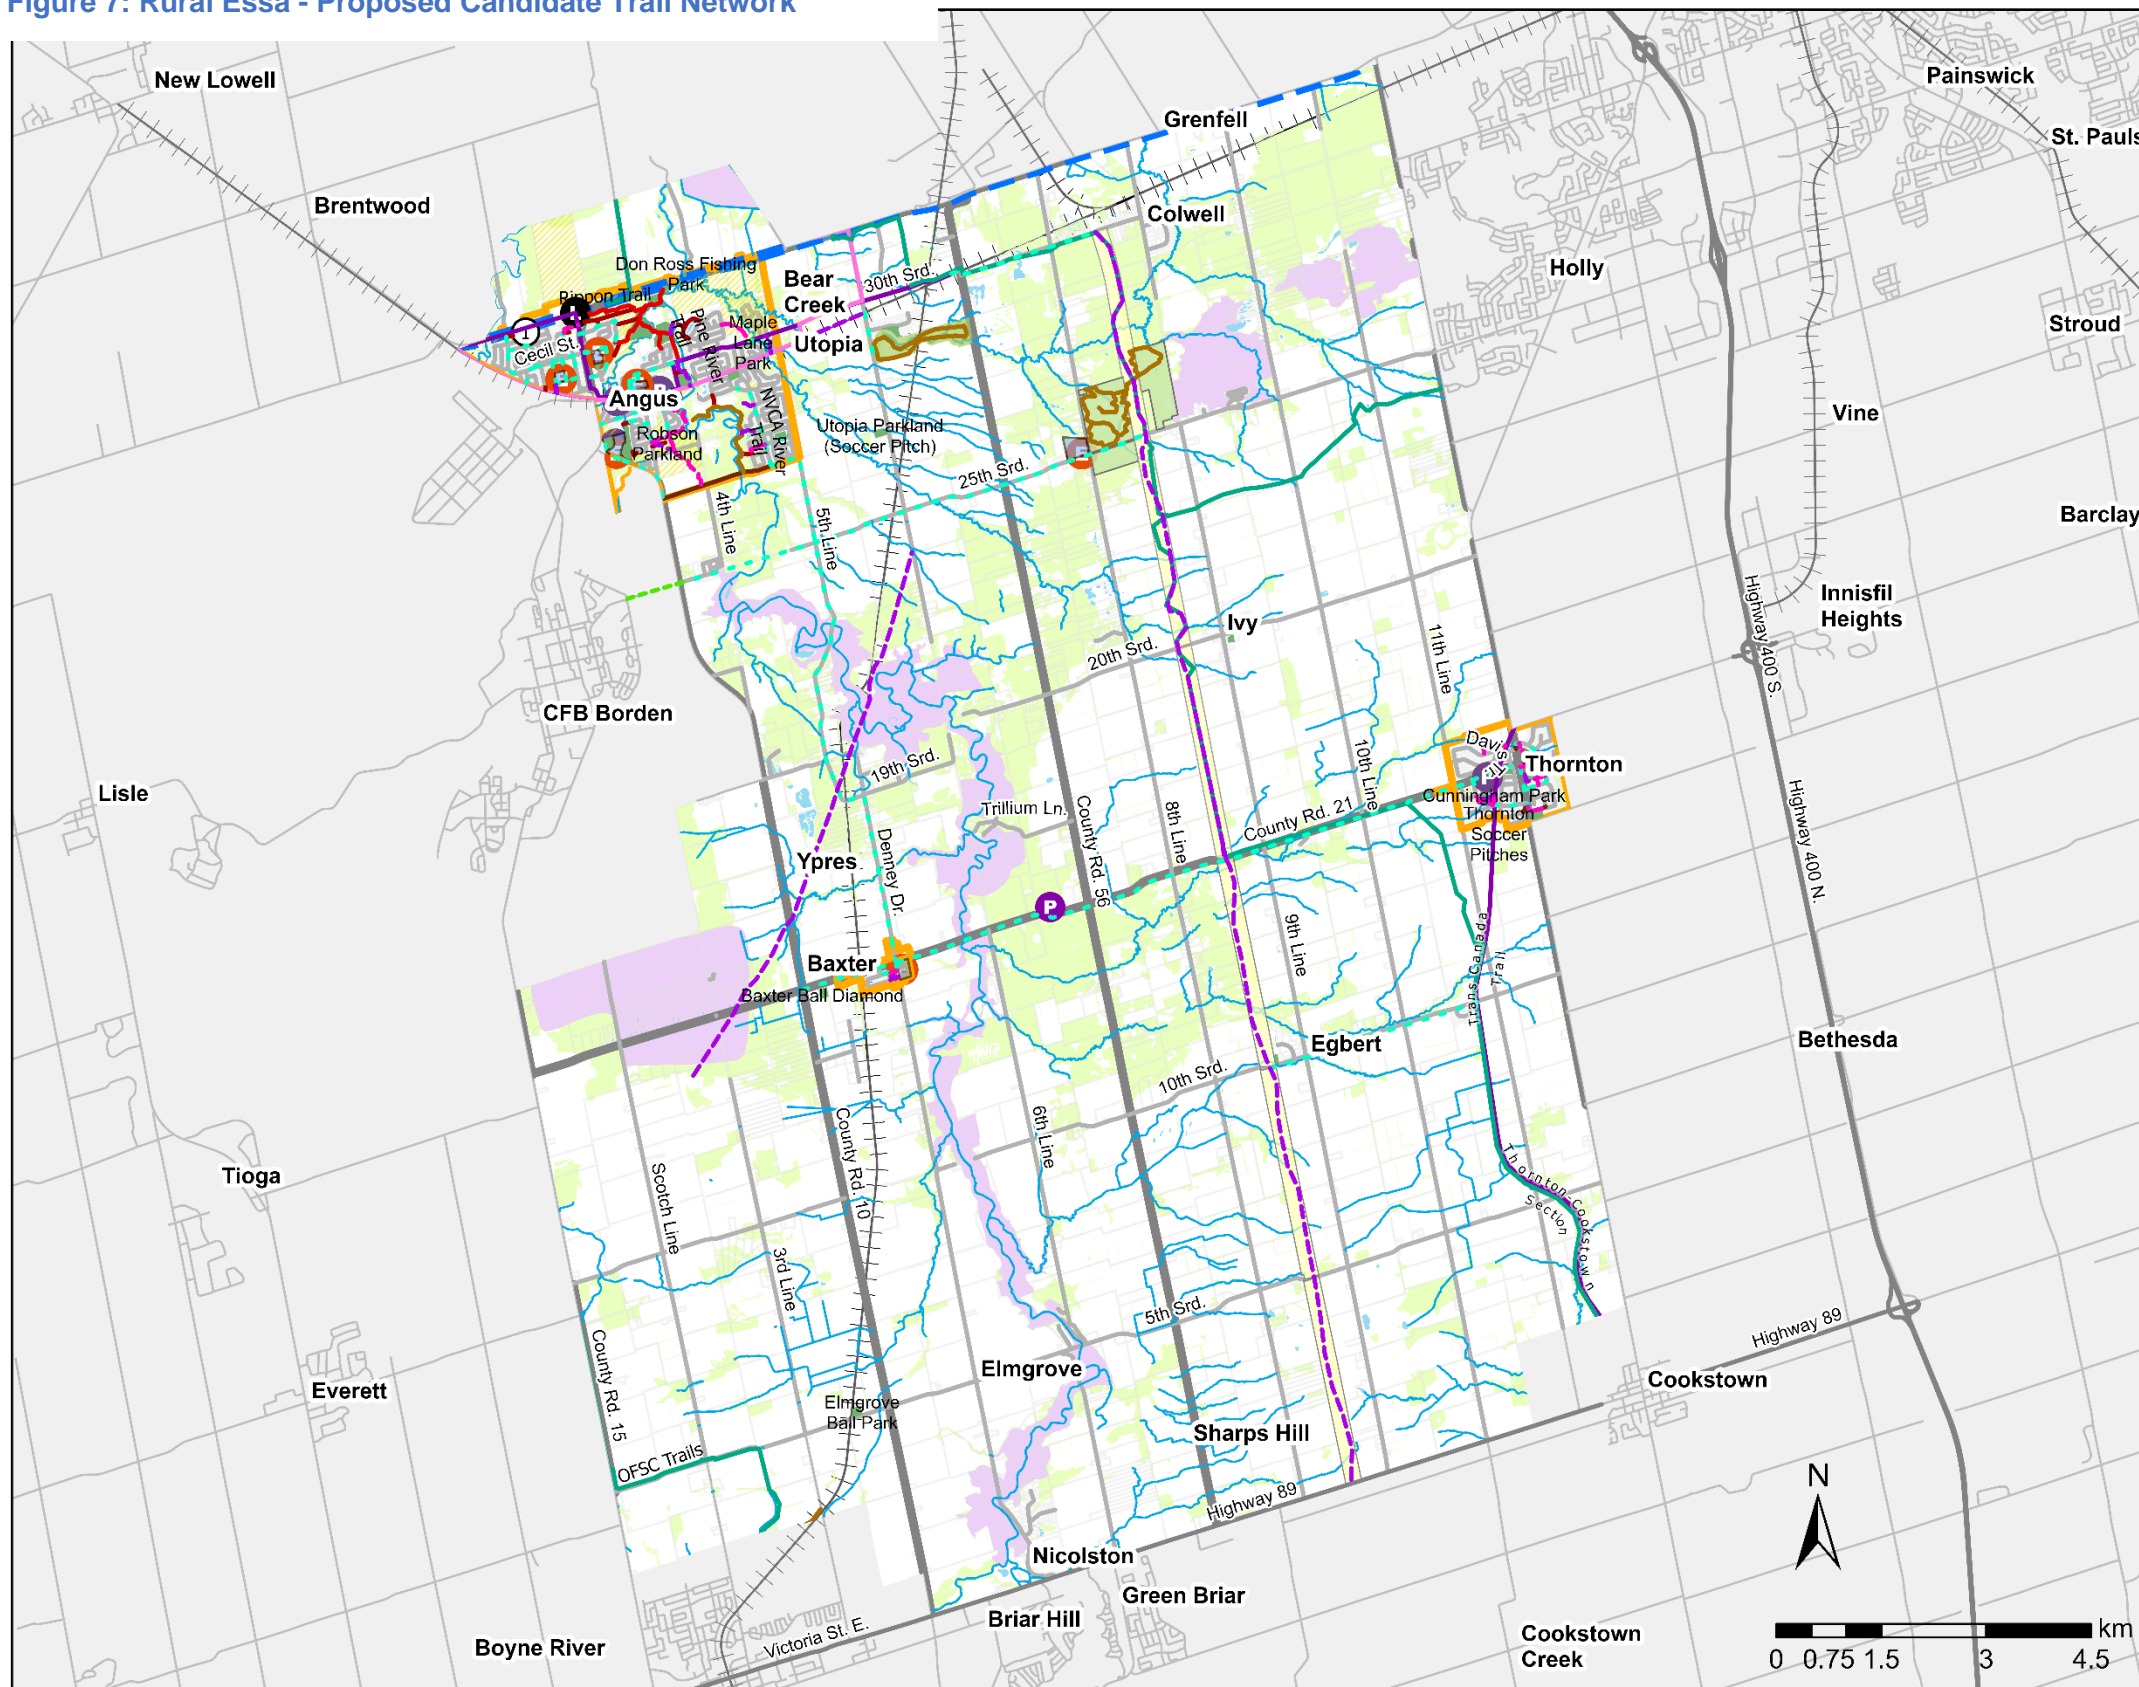 Figure 7: Rural Essa - Proposed Candidate Trail Network
New Lowell
Painswick
Grenfell
St. Pauls
Brentwood
Colwell
Don Ross Fishing
Park
Holly
Bear
Creek
30th Srd.
Rippon Trail
Pine River
Trail
Maple
Lane
Park
Stroud
Cecil St.
Utopia
Angus
NVCA River
Trail
Vine
Robson
Parkland
Utopia Parkland
(Soccer Pitch)
25th Srd.
4th Line
5th Line
Barclay
Highway 400 S.
Innisfil
Heights
Ivy
11th Line
20th Srd.
CFB Borden
Davis
Tr.
Thornton
19th Srd.
10th Line
Lisle
Cunningham Park
Trillium Ln.
County Rd. 56
8th Line
County Rd. 21
Thornton
Soccer
Pitches
Highway 400 N.
Denney Dr.
Ypres
P
9th Line
Trans Canada
Trail
Baxter
Baxter Ball Diamond
Egbert
Bethesda
10th Srd.
County Rd. 10
6th Line
Tioga
Scotch Line
Thornton-Cookstown
Section
3rd Line
5th Srd.
Highway 89
County Rd. 15
Elmgrove
Everett
Cookstown
Elmgrove
Ball Park
Sharps Hill
OFSC Trails
N
Highway 89
Nicolston
Green Briar
Briar Hill
Victoria St. E.
Boyne River
Cookstown
Creek
km
0 0.75 1.5 3 4.5